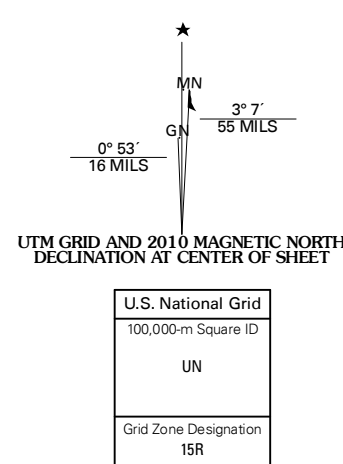 MN
3° 7´
GN
55 MILS
0° 53´
16 MILS
UTM GRID AND 2010 MAGNETIC NORTH
DECLINATION AT CENTER OF SHEET
U.S. National Grid
100,000-m Square ID
UN
Grid Zone Designation
15R